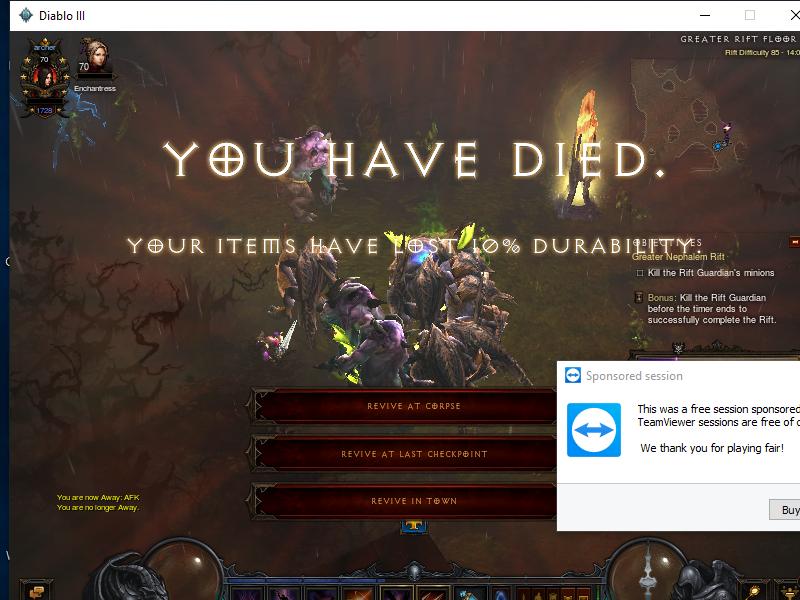 Diablo III
GREATER RIFT FLOOR
Rift Difficulty 85 - 14:0
archer
70
70
Enchantress
1728
YOU HAVE DIED.
YOUR ITEMS HAVE LOST 10% DURABILITY.
OBJECTIVES
Greater Nephalem Rift
Kill the Rift Guardian's minions
Bonus: Kill the Rift Guardian
before the timer ends to
successfully complete the Rift.
Sponsored session
This was a free session sponsored
TeamViewer sessions are free of c
We thank you for playing fair!
Buy
REVIVE AT CORPSE
REVIVE AT LAST CHECKPOINT
REVIVE IN TOWN
You are now Away: AFK
You are no longer Away.